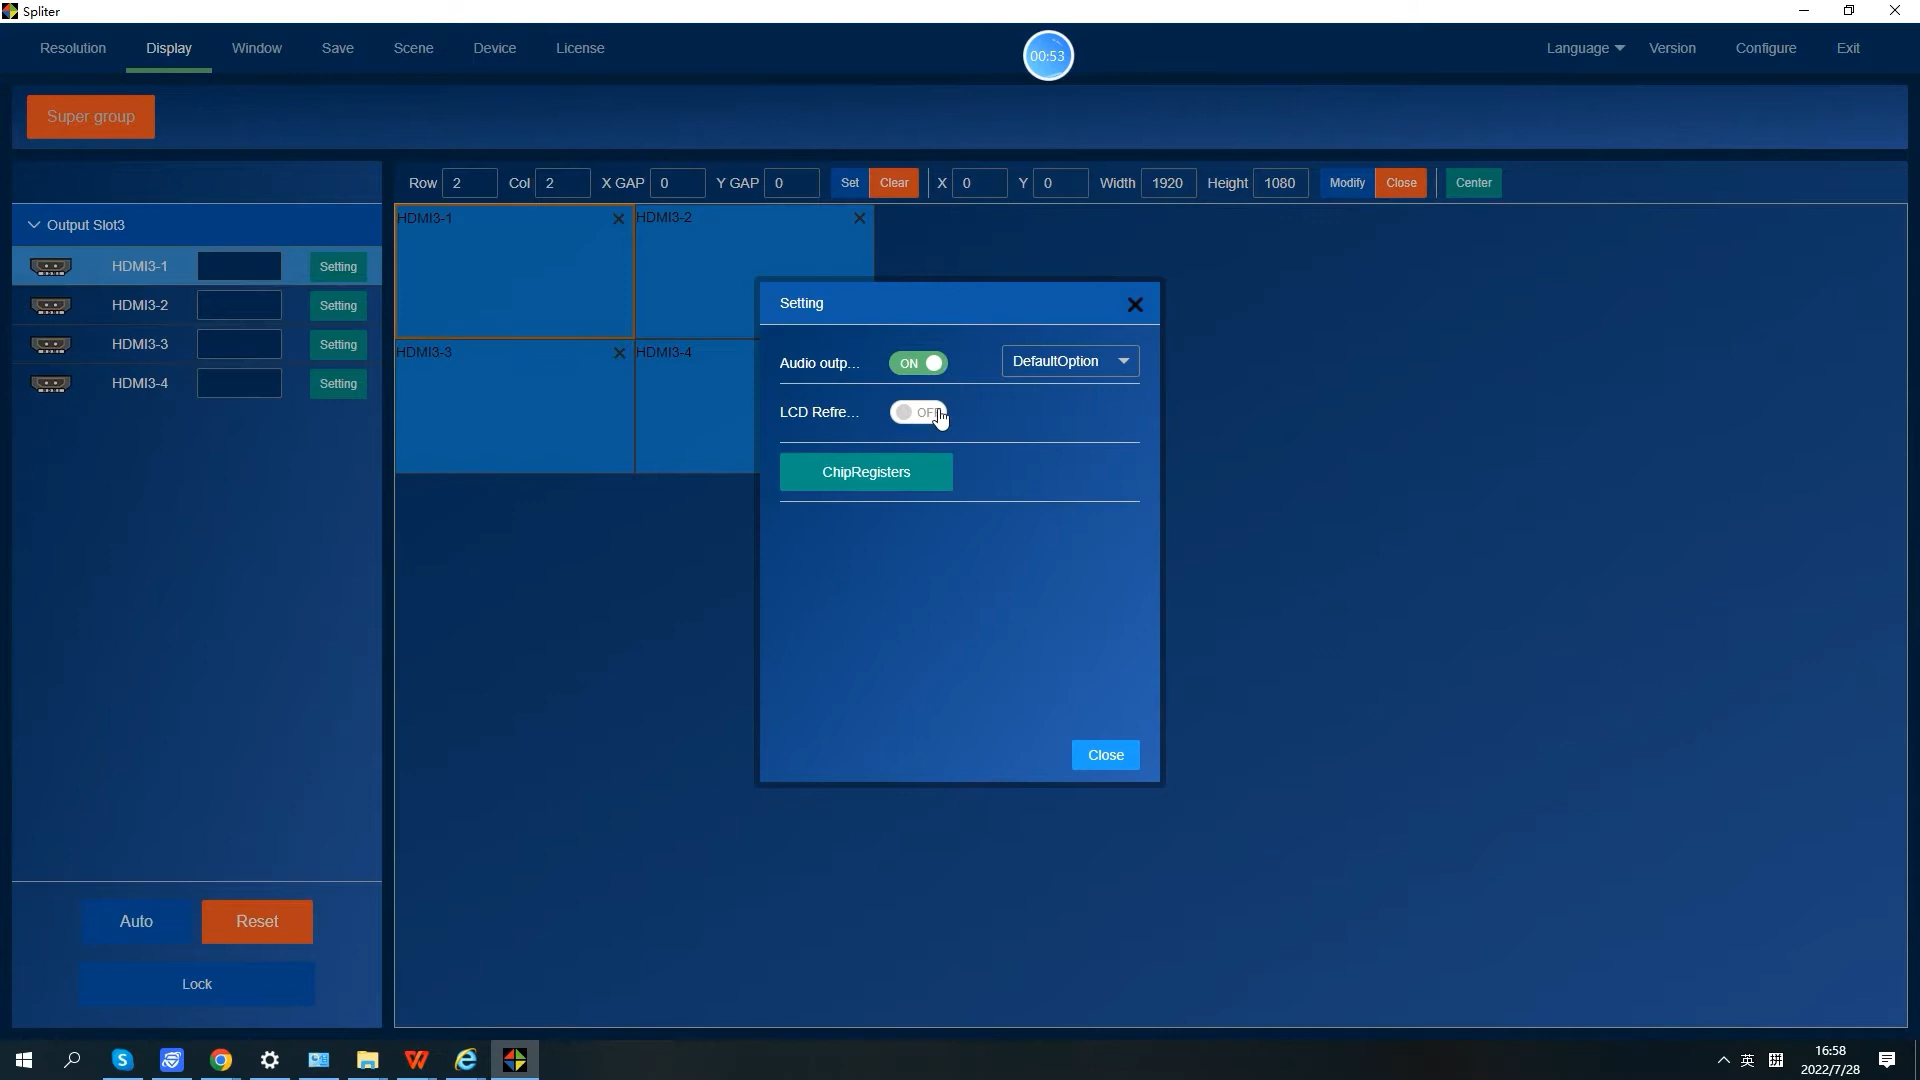 Spliter
Resolution Display Window Save Scene Device License 00:53 Language Version Configure Exit
Super group
Row 2 Col 2 X GAP 0 Y GAP 0 Set Clear X 0 Y 0 Width 1920 Height 1080 Modify Close Center
Output Slot3
HDMI3-1 Setting
HDMI3-2 Setting
HDMI3-3 Setting
HDMI3-4 Setting
HDMI3-1 HDMI3-2
HDMI3-3 HDMI3-4
Setting
Audio outp... ON DefaultOption
LCD Refre... OFF
ChipRegisters
Close
Auto Reset
Lock
英 16:58
2022/7/28